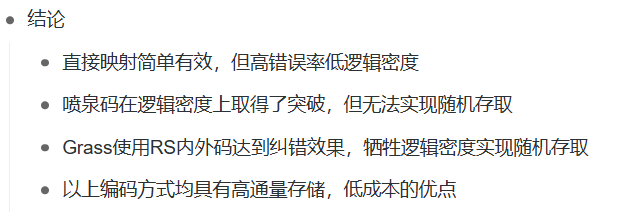 结论
直接映射简单有效，但高错误率低逻辑密度
喷泉码在逻辑密度上取得了突破，但无法实现随机存取
Grass使用RS内外码达到纠错效果，牺牲逻辑密度实现随机存取
以上编码方式均具有高通量存储，低成本的优点